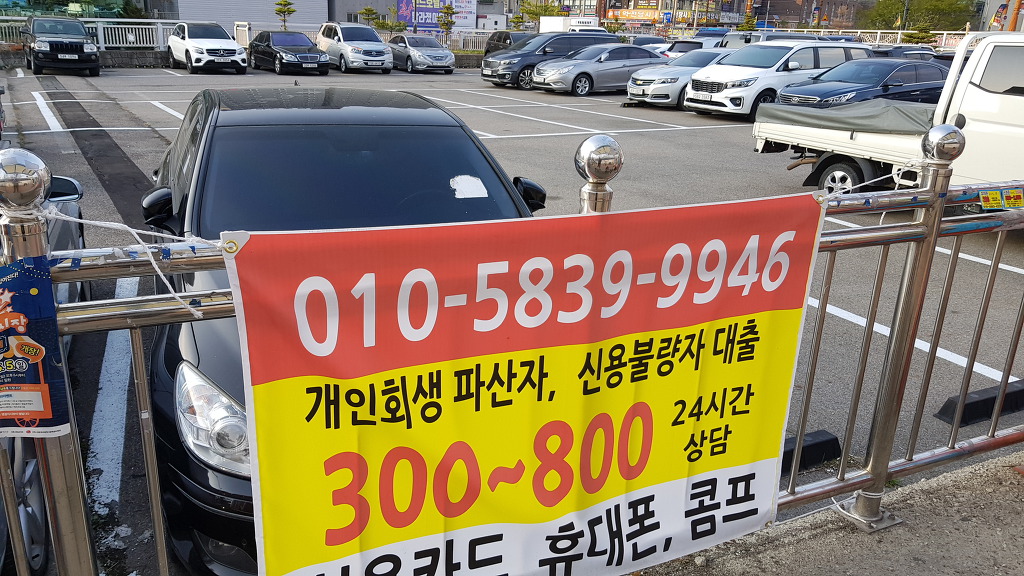 010-5839-9946
개인회생 파산자, 신용불량자 대출
300~800
24시간
상담
휴대폰, 콤프